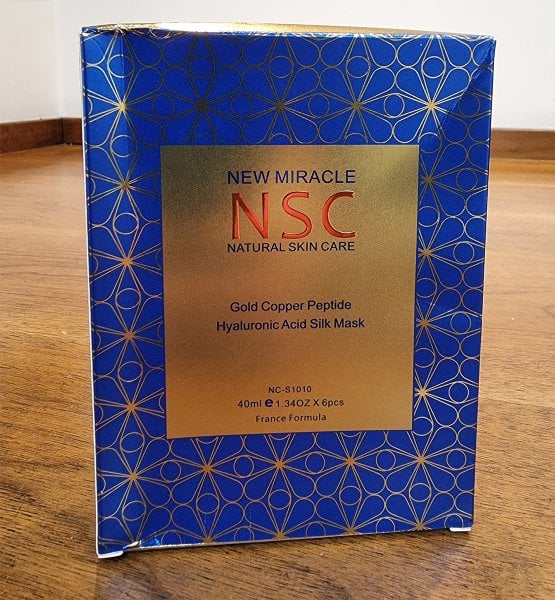 NEW MIRACLE
NSC
NATURAL SKIN CARE
Gold Copper Peptide
Hyaluronic Acid Silk Mask
NC-S1010
40ml e 1.34OZ X 6pcs
France Formula